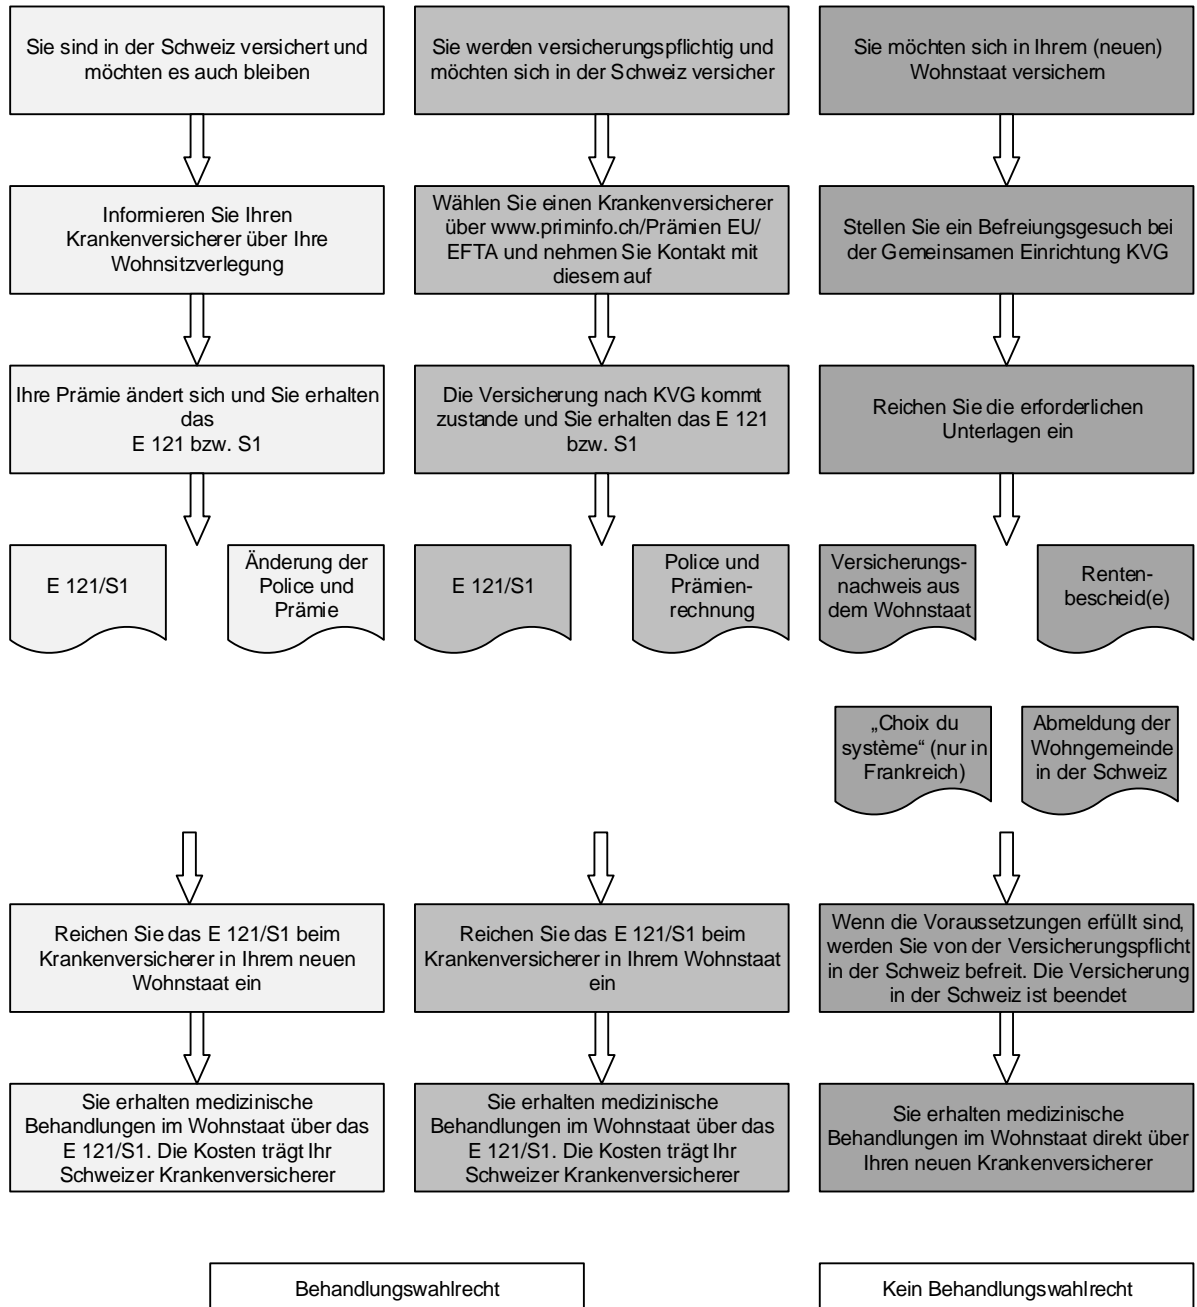 Sie sind in der Schweiz versichert und
möchten es auch bleiben
Sie werden versicherungspflichtig und
möchten sich in der Schweiz versicher
Sie möchten sich in Ihrem (neuen)
Wohnstaat versichern
Informieren Sie Ihren
Krankenversicherer über Ihre
Wohnsitzverlegung
Wählen Sie einen Krankenversicherer
über www.priminfo.ch/Prämien EU/
EFTA und nehmen Sie Kontakt mit
diesem auf
Stellen Sie ein Befreiungsgesuch bei
der Gemeinsamen Einrichtung KVG
Ihre Prämie ändert sich und Sie erhalten
das
E 121 bzw. S1
Die Versicherung nach KVG kommt
zustande und Sie erhalten das E 121
bzw. S1
Reichen Sie die erforderlichen
Unterlagen ein
E 121/S1
Änderung der
Police und
Prämie
E 121/S1
Police und
Prämien-
rechnung
Versicherungs-
nachweis aus
dem Wohnstaat
Renten-
bescheid(e)
„Choix du
système“ (nur in
Frankreich)
Abmeldung der
Wohngemeinde
in der Schweiz
Reichen Sie das E 121/S1 beim
Krankenversicherer in Ihrem neuen
Wohnstaat ein
Reichen Sie das E 121/S1 beim
Krankenversicherer in Ihrem Wohnstaat
ein
Wenn die Voraussetzungen erfüllt sind,
werden Sie von der Versicherungspflicht
in der Schweiz befreit. Die Versicherung
in der Schweiz ist beendet
Sie erhalten medizinische
Behandlungen im Wohnstaat über das
E 121/S1. Die Kosten trägt Ihr
Schweizer Krankenversicherer
Sie erhalten medizinische
Behandlungen im Wohnstaat über das
E 121/S1. Die Kosten trägt Ihr
Schweizer Krankenversicherer
Sie erhalten medizinische
Behandlungen im Wohnstaat direkt über
Ihren neuen Krankenversicherer
Behandlungswahlrecht
Kein Behandlungswahlrecht